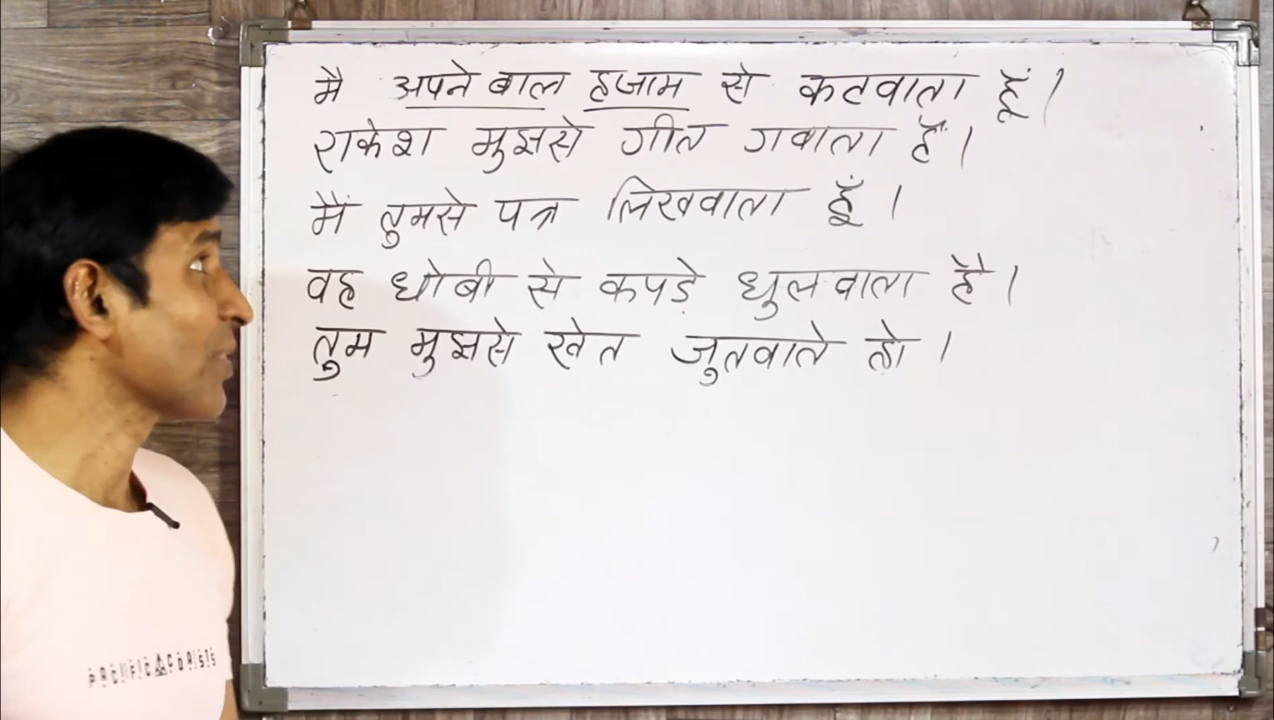 मै अपने बाल हजाम से कटवाता हूँ।
राकेश मुझसे गीत गवाता है।
मैं तुमसे पत्र लिखवाता हूँ।
वह धोबी से कपड़े धुलवाता है।
तुम मुझसे खेत जुतवाते हो।